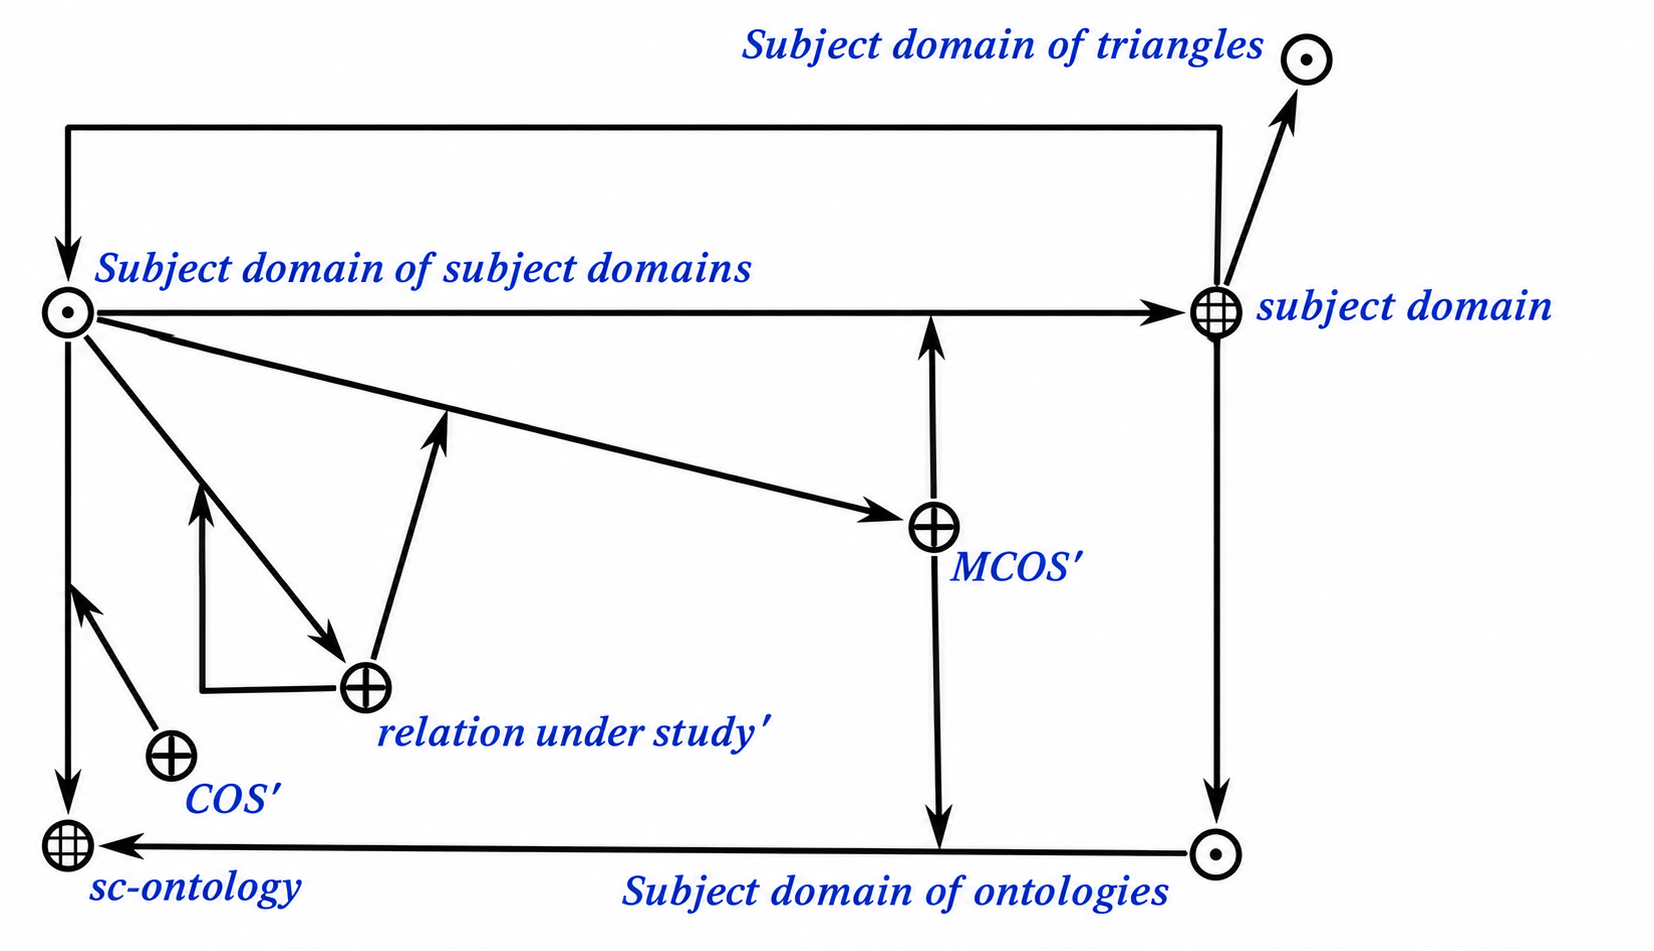 Subject domain of triangles
Subject domain of subject domains
subject domain
MCOS'
relation under study'
COS'
sc-ontology
Subject domain of ontologies